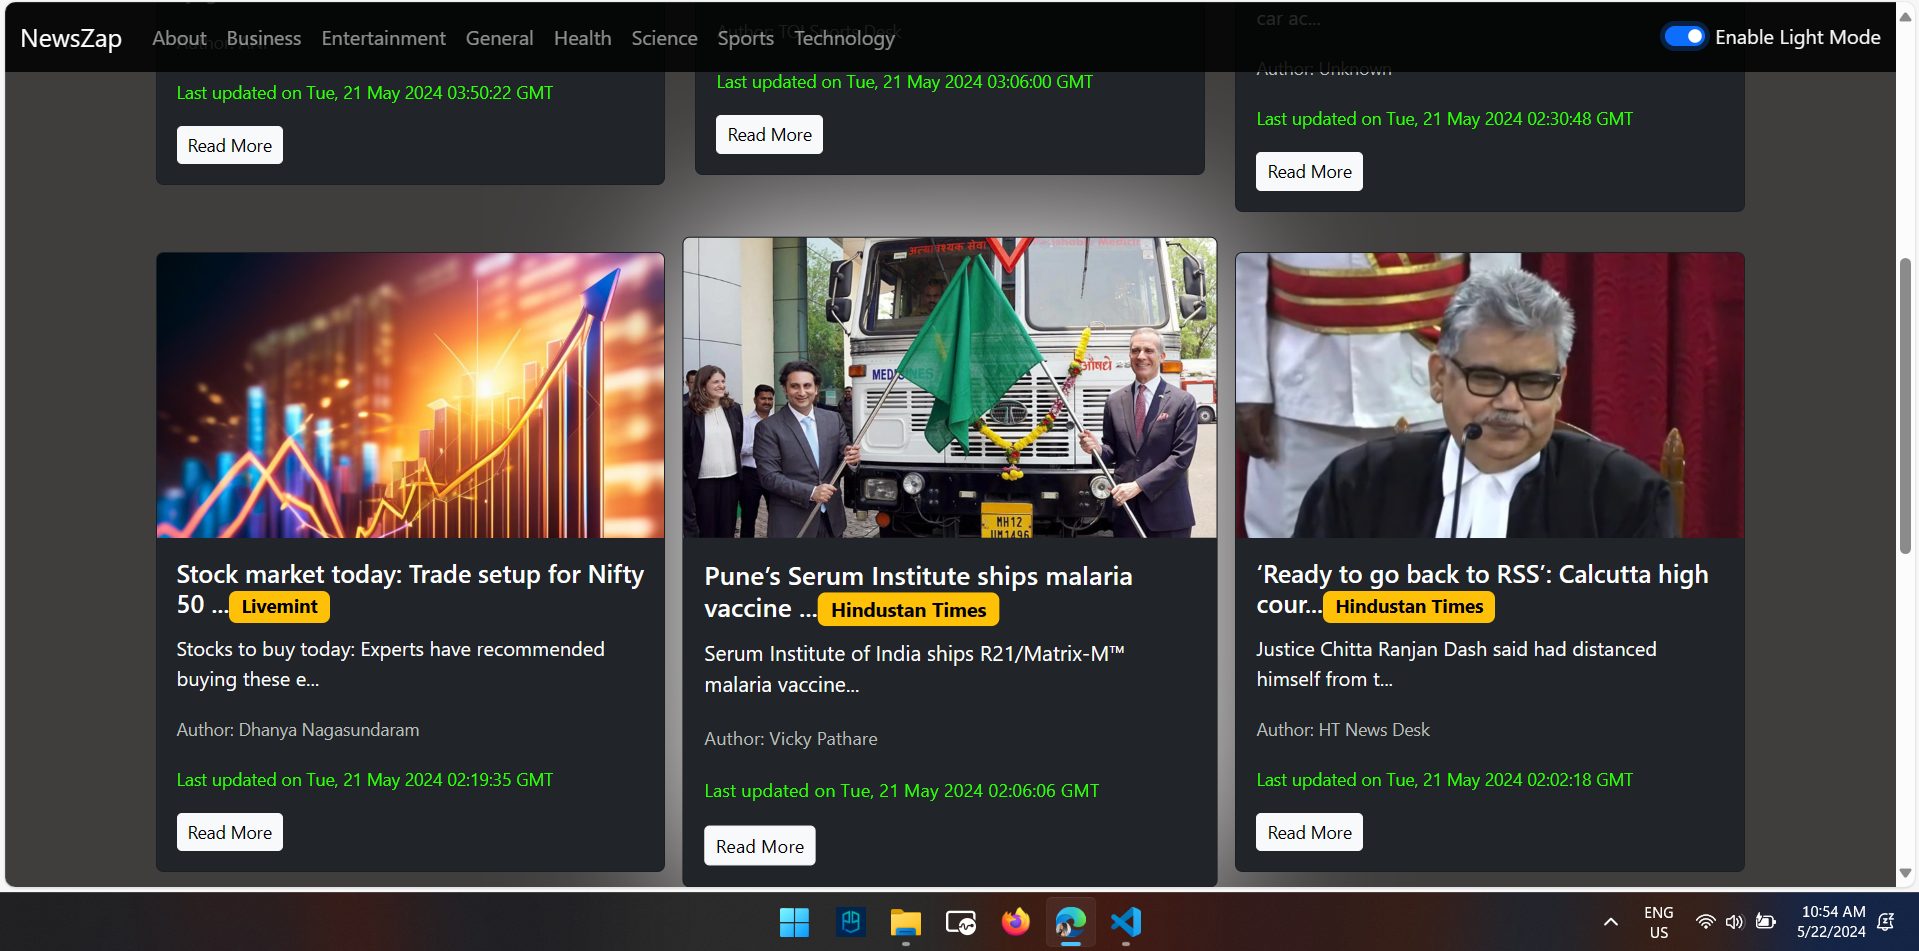 NewsZap About Business Entertainment General Health Science Sports Technology Enable Light Mode
car ac...
Author: Unknown
Last updated on Tue, 21 May 2024 03:50:22 GMT
Read More
Last updated on Tue, 21 May 2024 03:06:00 GMT
Read More
Last updated on Tue, 21 May 2024 02:30:48 GMT
Read More
Stock market today: Trade setup for Nifty
50 ... Livemint
Stocks to buy today: Experts have recommended
buying these e...
Author: Dhanya Nagasundaram
Last updated on Tue, 21 May 2024 02:19:35 GMT
Read More
अत्यावश्यक सेवा
MEDICINES
औषधे
MH12
UM1496
Pune’s Serum Institute ships malaria
vaccine ... Hindustan Times
Serum Institute of India ships R21/Matrix-M™
malaria vaccine...
Author: Vicky Pathare
Last updated on Tue, 21 May 2024 02:06:06 GMT
Read More
‘Ready to go back to RSS’: Calcutta high
cour... Hindustan Times
Justice Chitta Ranjan Dash said had distanced
himself from t...
Author: HT News Desk
Last updated on Tue, 21 May 2024 02:02:18 GMT
Read More
ENG
US
10:54 AM
5/22/2024